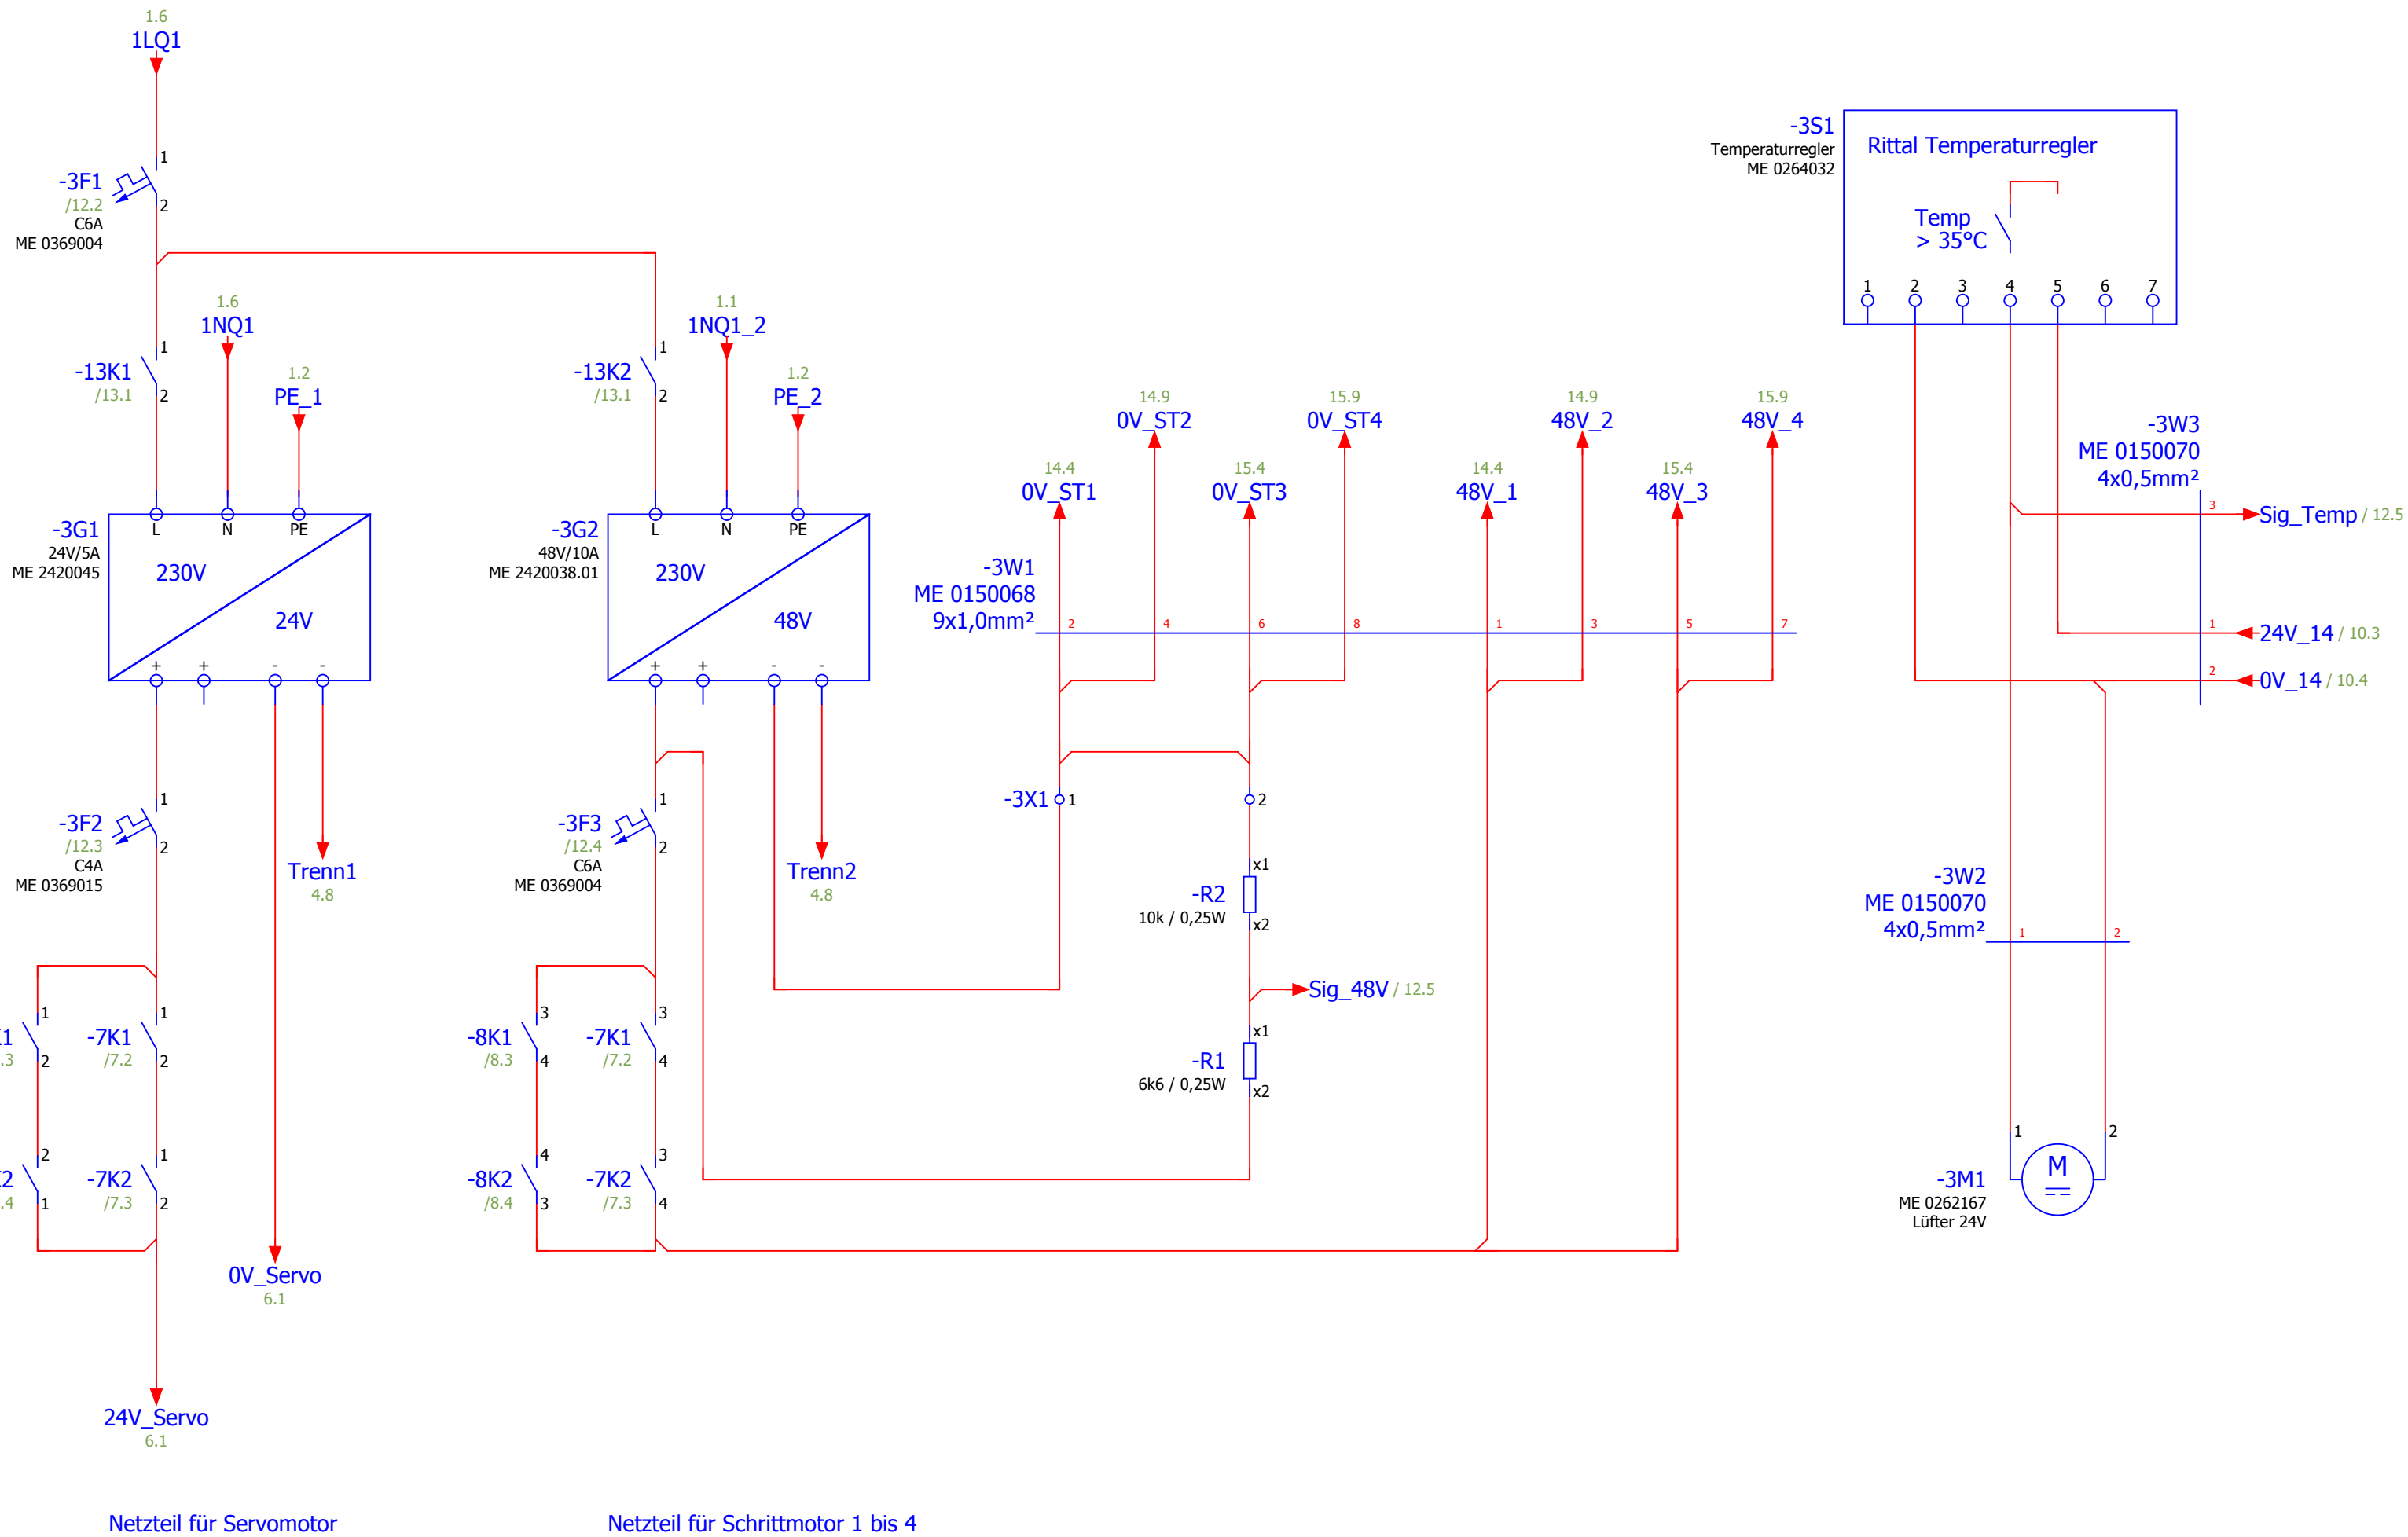 1.6
1LQ1
1
-3F1
/12.2
C6A
ME 0369004
2
1.6
1NQ1
1
-13K1
/13.1
2
1.2
PE_1
1.1
1NQ1_2
1
-13K2
/13.1
2
1.2
PE_2
-3G1
24V/5A
ME 2420045
L
N
PE
230V
24V
+
+
-
-
-3G2
48V/10A
ME 2420038.01
L
N
PE
230V
48V
+
+
-
-
1
-3F2
/12.3
C4A
ME 0369015
2
Trenn1
4.8
1
-3F3
/12.4
C6A
ME 0369004
2
Trenn2
4.8
1
.3
2
1
1
-7K1
/7.2
2
2
.4
1
2
1
-7K2
/7.3
2
0V_Servo
6.1
24V_Servo
6.1
3
-8K1
/8.3
4
3
-7K1
/7.2
4
4
-8K2
/8.4
3
3
-7K2
/7.3
4
14.4
0V_ST1
14.9
0V_ST2
15.4
0V_ST3
15.9
0V_ST4
14.4
48V_1
14.9
48V_2
15.4
48V_3
15.9
48V_4
-3W1
ME 0150068
9x1,0mm²
2
4
6
8
1
3
5
7
-3X1
1
2
x1
-R2
10k / 0,25W
x2
Sig_48V / 12.5
x1
-R1
6k6 / 0,25W
x2
-3S1
Temperaturregler
ME 0264032
Rittal Temperaturregler
Temp
> 35°C
1
2
3
4
5
6
7
-3W3
ME 0150070
4x0,5mm²
3
Sig_Temp / 12.5
1
24V_14 / 10.3
2
0V_14 / 10.4
-3W2
ME 0150070
4x0,5mm²
1
2
1
2
M
-3M1
ME 0262167
Lüfter 24V
Netzteil für Servomotor
Netzteil für Schrittmotor 1 bis 4